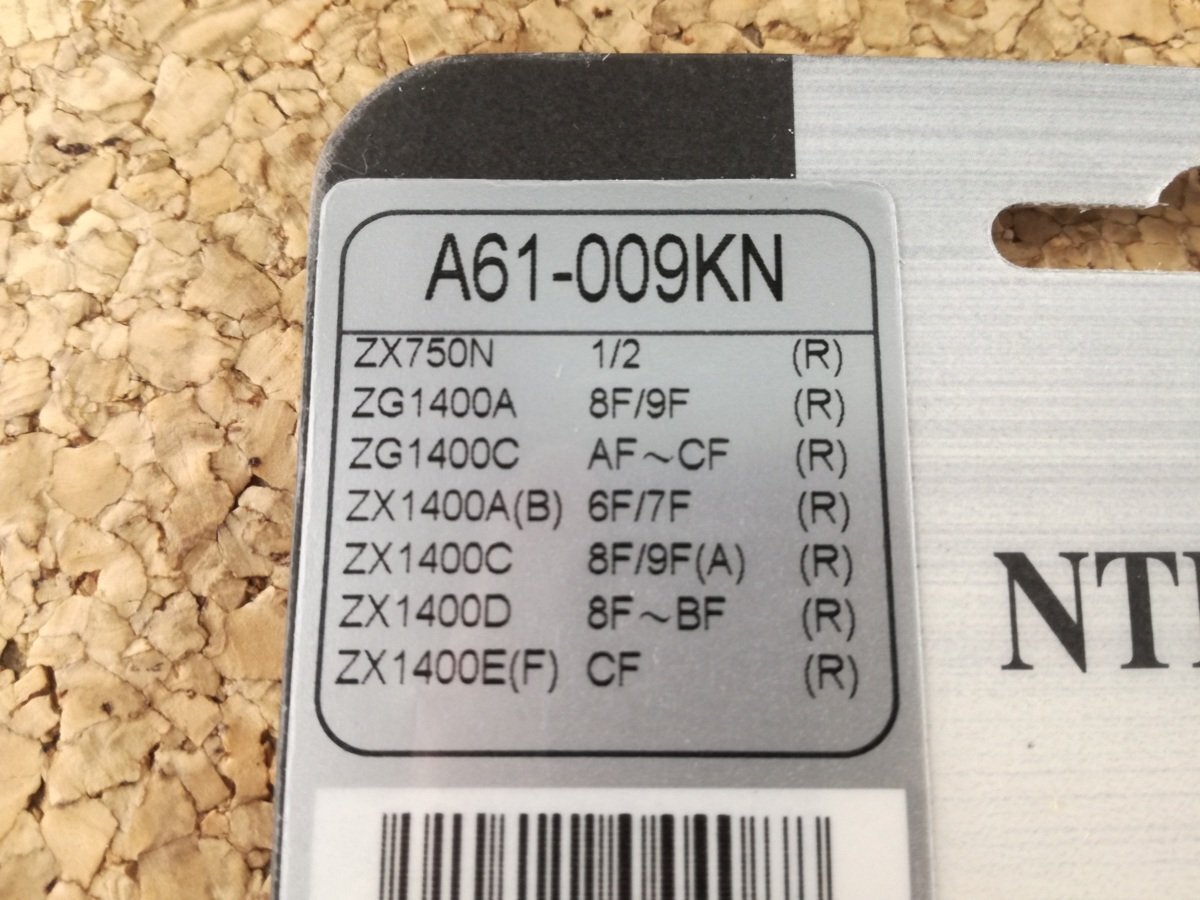 A61-009KN
ZX750N 1/2 (R)
ZG1400A 8F/9F (R)
ZG1400C AF~CF (R)
ZX1400A(B) 6F/7F (R)
ZX1400C 8F/9F(A) (R)
ZX1400D 8F~BF (R)
ZX1400E(F) CF (R)